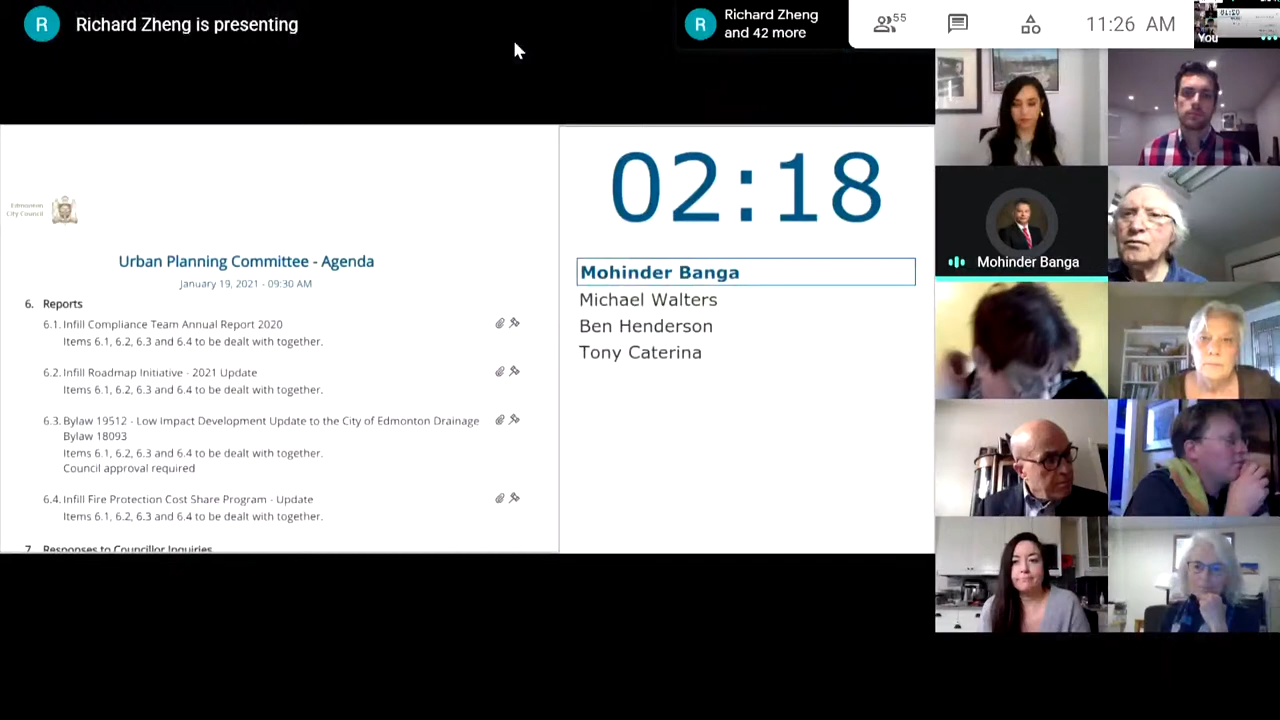 R
Richard Zheng is presenting
R
Richard Zheng
and 42 more
55
11:26 AM
You
Edmonton
City Council
Urban Planning Committee - Agenda
January 19, 2021 - 09:30 AM
6. Reports
6.1. Infill Compliance Team Annual Report 2020
Items 6.1, 6.2, 6.3 and 6.4 to be dealt with together.
6.2. Infill Roadmap Initiative - 2021 Update
Items 6.1, 6.2, 6.3 and 6.4 to be dealt with together.
6.3. Bylaw 19512 - Low Impact Development Update to the City of Edmonton Drainage
Bylaw 18093
Items 6.1, 6.2, 6.3 and 6.4 to be dealt with together.
Council approval required
6.4. Infill Fire Protection Cost Share Program - Update
Items 6.1, 6.2, 6.3 and 6.4 to be dealt with together.
7. Responses to Councillor Inquiries
02:18
Mohinder Banga
Michael Walters
Ben Henderson
Tony Caterina
Mohinder Banga